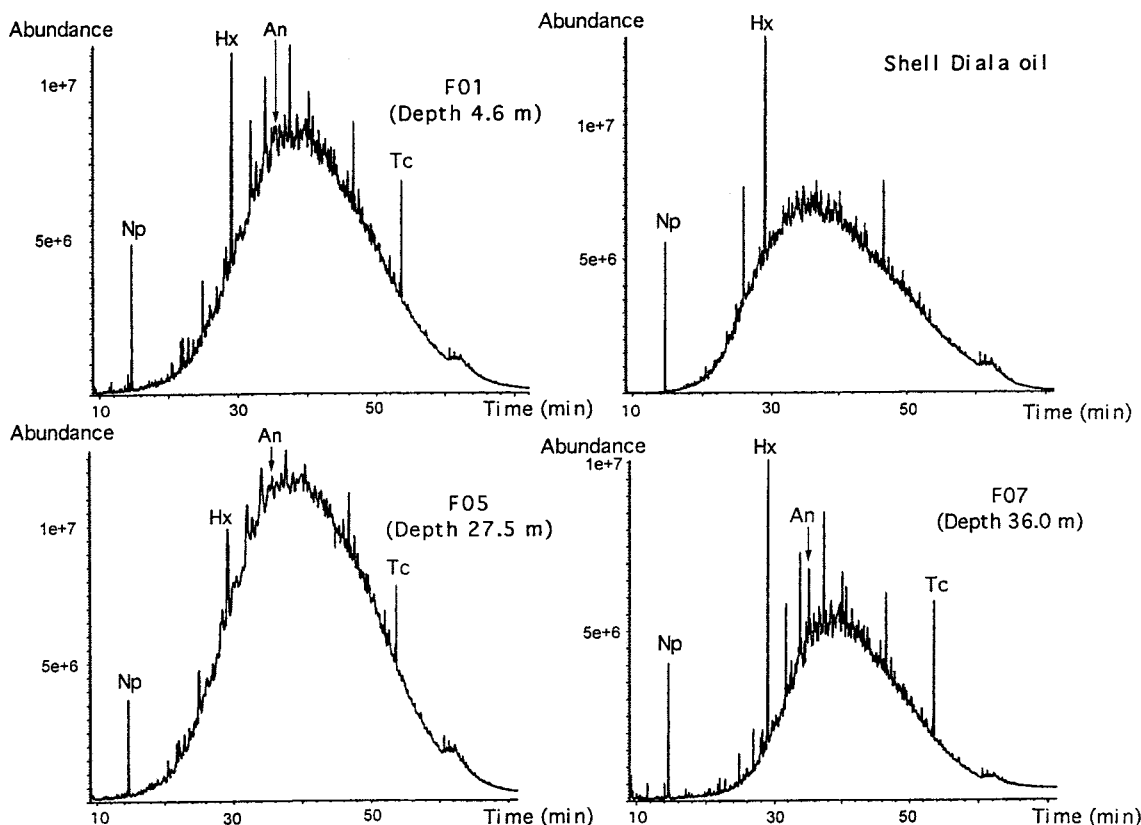 Abundance
Hx
An
F01
(Depth 4.6 m)
1e+7
Tc
Np
5e+6
10 30 50 Time (min)
Abundance
Hx
Shell Diala oil
1e+7
Np
5e+6
10 30 50 Time (min)
Abundance
An
F05
(Depth 27.5 m)
Hx
1e+7
Tc
5e+6
Np
10 30 50 Time (min)
Abundance
Hx
1e+7
F07
(Depth 36.0 m)
An
Tc
5e+6
Np
10 30 50 Time (min)